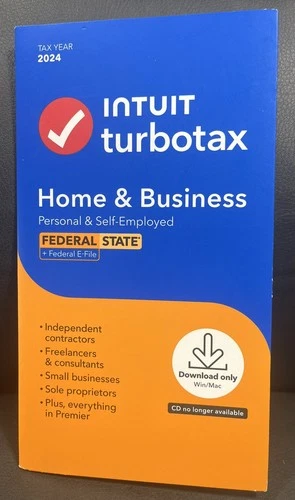 TAX YEAR
2024
INTUIT
turbotax
Home & Business
Personal & Self-Employed
FEDERAL STATE
+ Federal E-File
• Independent
contractors
• Freelancers
& consultants
• Small businesses
• Sole proprietors
• Plus, everything
in Premier
Download only
Win/Mac
CD no longer available